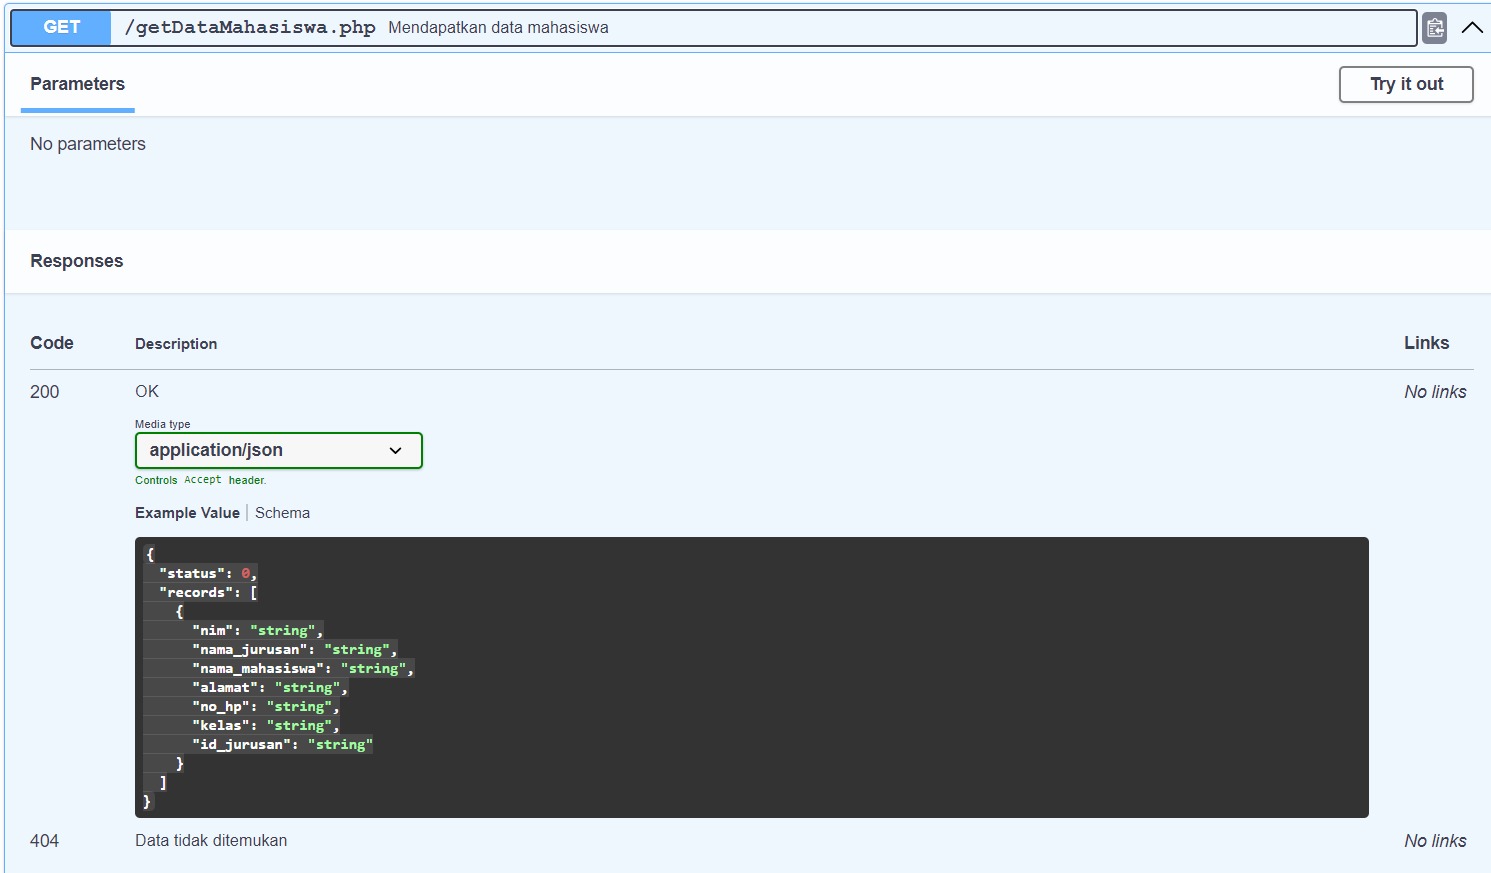 GET /getDataMahasiswa.php Mendapatkan data mahasiswa
Parameters
Try it out
No parameters
Responses
Code Description Links
200 OK No links
Media type
application/json
Controls Accept header.
Example Value | Schema
{
  "status": 0,
  "records": [
    {
      "nim": "string",
      "nama_jurusan": "string",
      "nama_mahasiswa": "string",
      "alamat": "string",
      "no_hp": "string",
      "kelas": "string",
      "id_jurusan": "string"
    }
  ]
}
404 Data tidak ditemukan No links